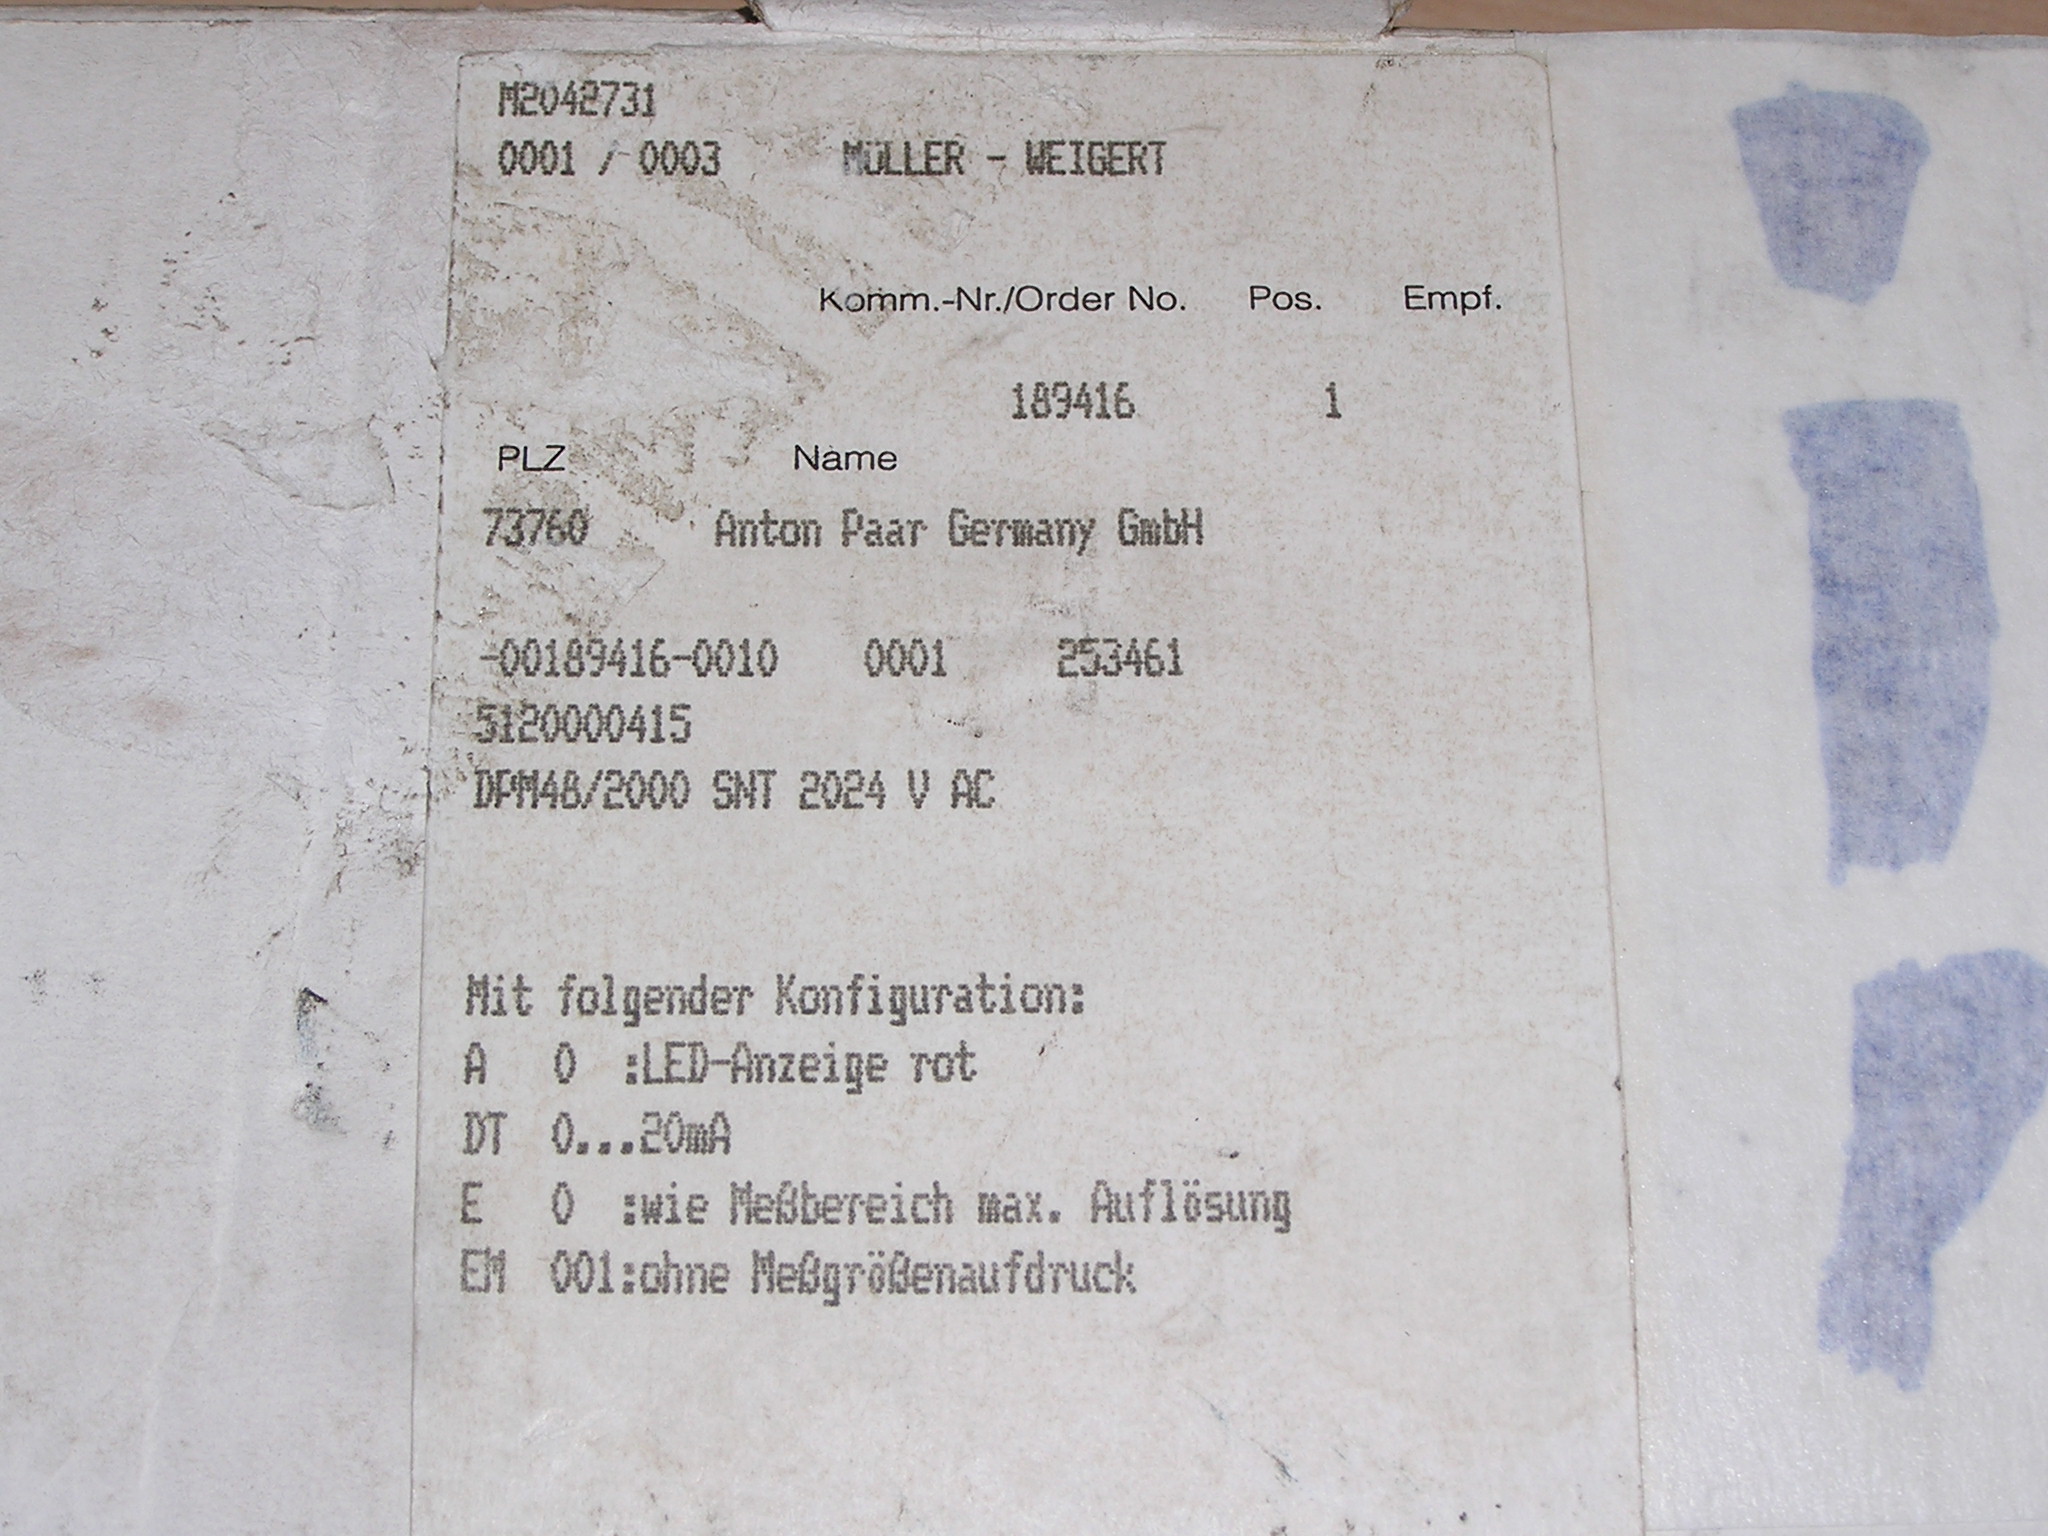 M2042731
0001 / 0003 MÜLLER - WEIGERT
Komm.-Nr./Order No. Pos. Empf.
189416 1
PLZ Name
73760 Anton Paar Germany GmbH
-00189416-0010 0001 253461
5120000415
DPM48/2000 SNT 2024 V AC
Mit folgender Konfiguration:
A 0 :LED-Anzeige rot
DT 0...20mA
E 0 :wie Meßbereich max. Auflösung
EM 001:ohne Meßgrößenaufdruck